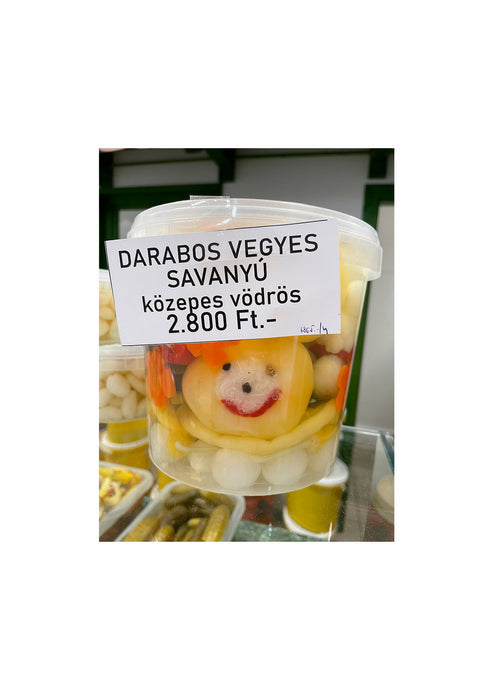 DARABOS VEGYES
SAVANYÚ
közepes vödrös
2.800 Ft.-